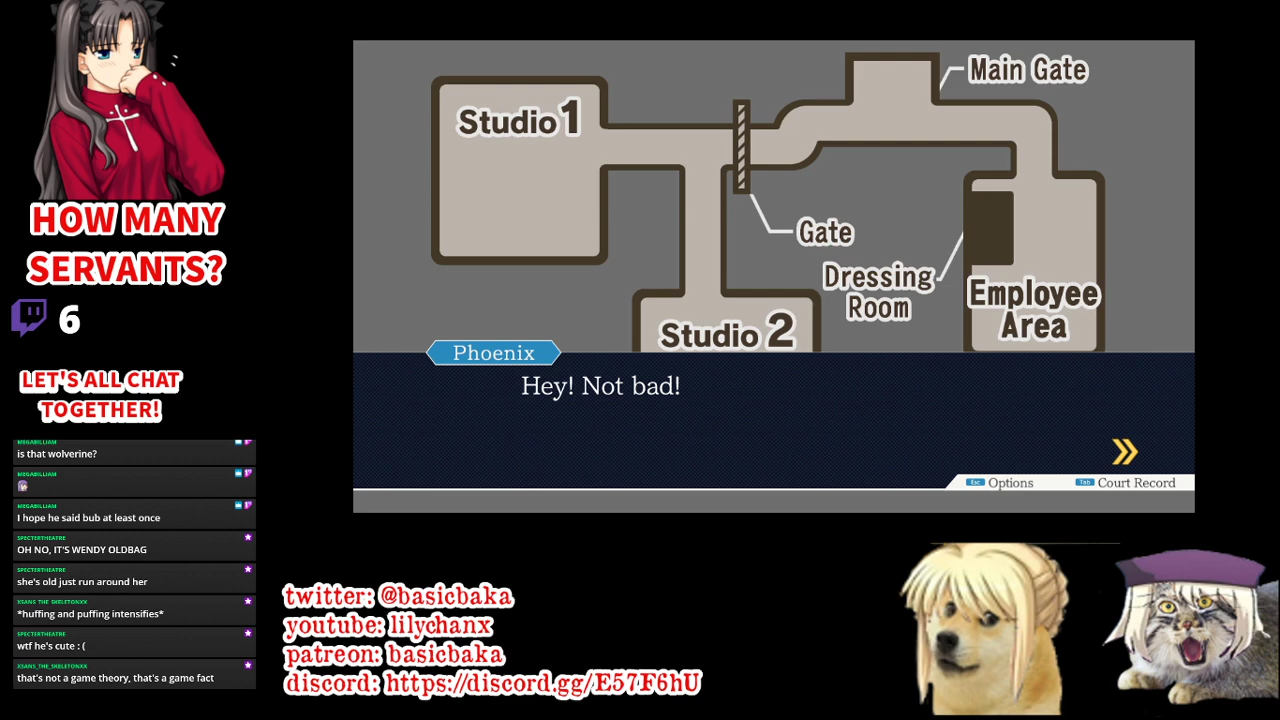 HOW MANY
SERVANTS?
6
LET'S ALL CHAT
TOGETHER!
MEGABILLIAM
is that wolverine?
MEGABILLIAM
MEGABILLIAM
I hope he said bub at least once
SPECTERTHEATRE
OH NO, IT'S WENDY OLDBAG
SPECTERTHEATRE
she's old just run around her
XSANS_THE_SKELETONXX
*huffing and puffing intensifies*
SPECTERTHEATRE
wtf he's cute : (
XSANS_THE_SKELETONXX
that's not a game theory, that's a game fact
Studio 1
Main Gate
Gate
Dressing
Room
Employee
Area
Studio 2
Phoenix
Hey! Not bad!
Esc Options
Tab Court Record
twitter: @basicbaka
youtube: lilychanx
patreon: basicbaka
discord: https://discord.gg/E57F6hU